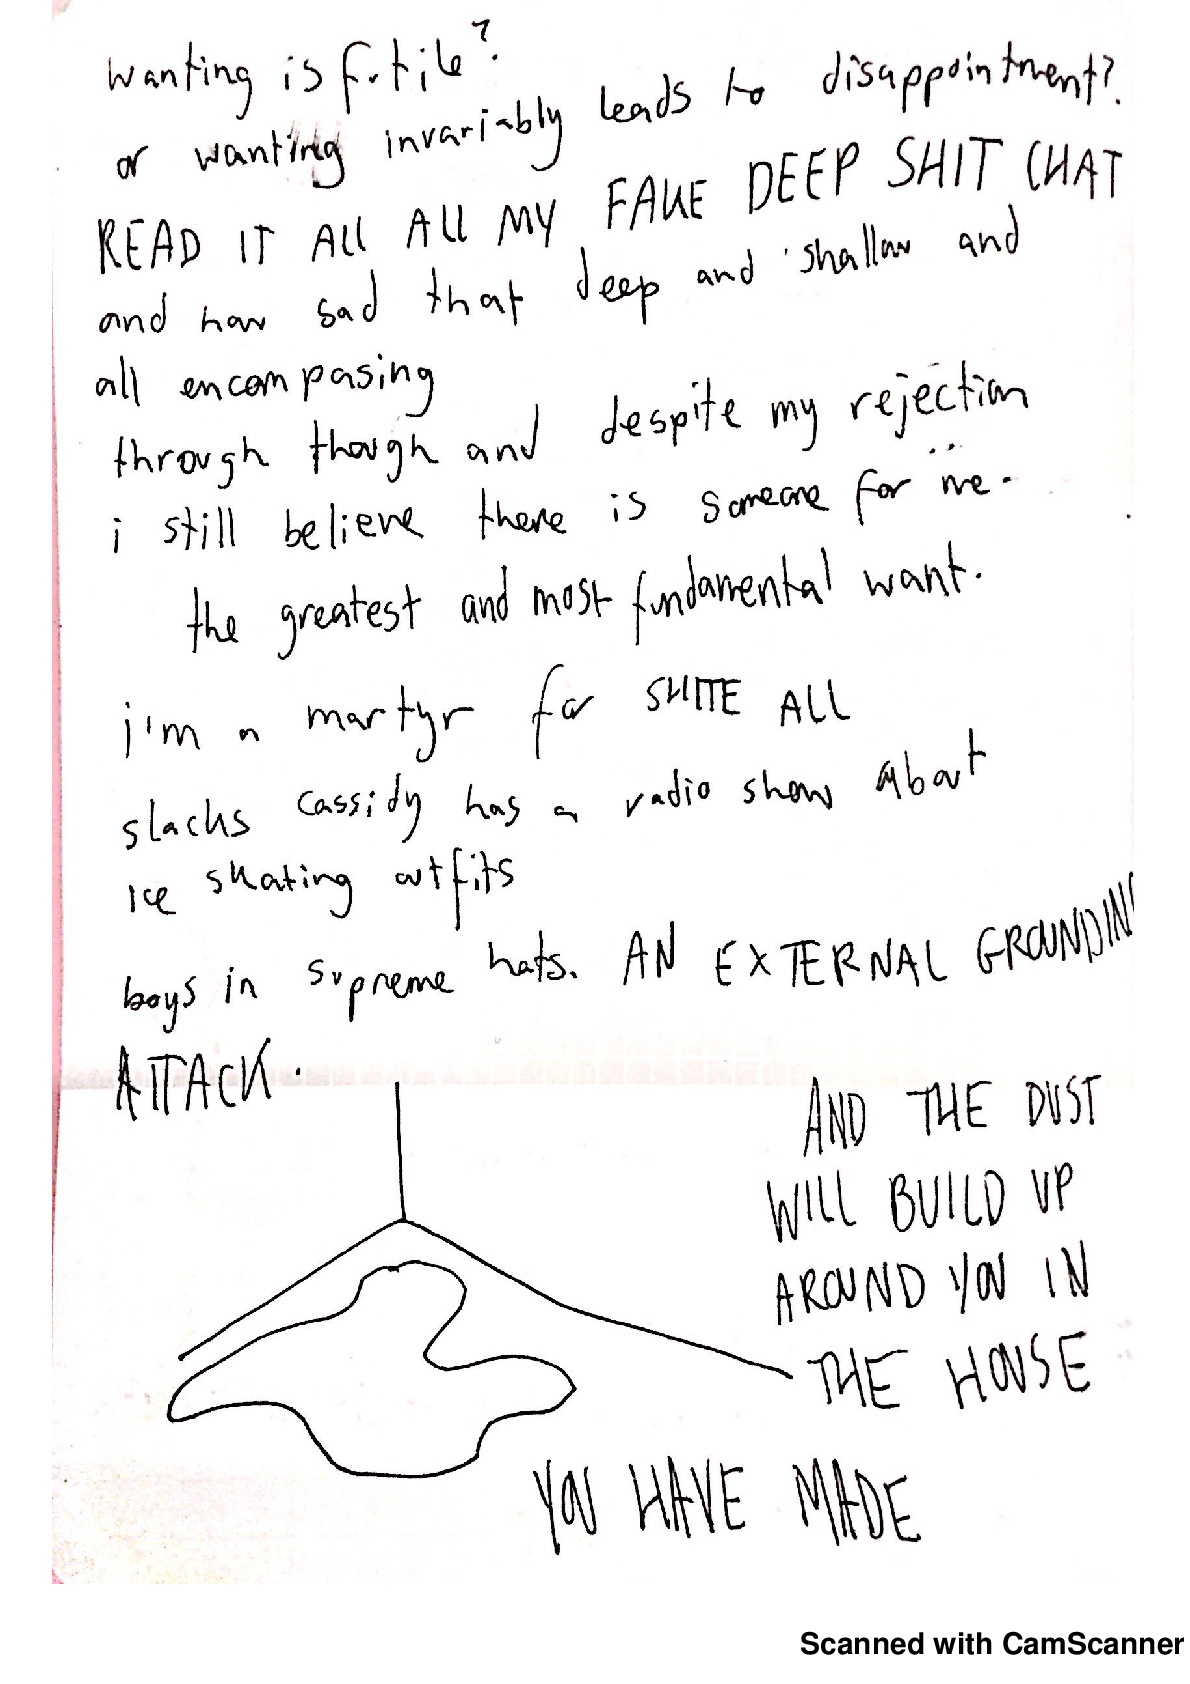 wanting is futile?
or wanting invariably leads to disappointment?
READ IT All All MY FAKE DEEP SHIT CHAT
and how sad that deep and shallow and
all encompasing
through though and despite my rejection
i still believe there is someone for me.
the greatest and most fundamental want.
i'm a martyr for SHITE ALL
slacks cassidy has a radio show about
ice skating outfits
boys in supreme hats. AN EXTERNAL GROUNDING
ATTACK.
AND THE DUST
WILL BUILD UP
AROUND YOU IN
THE HOUSE
YOU HAVE MADE
Scanned with CamScanner